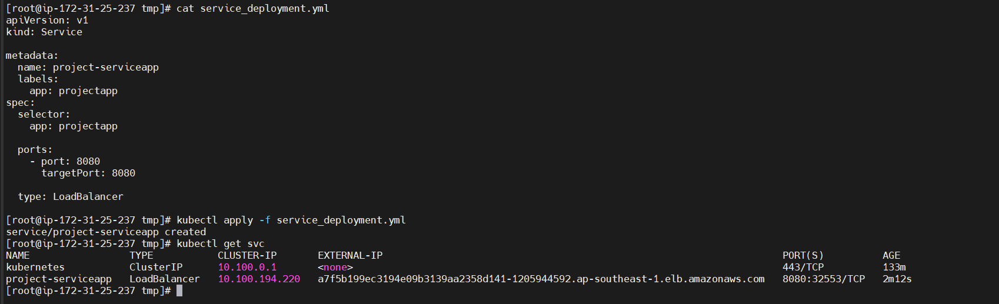 [root@ip-172-31-25-237 tmp]# cat service_deployment.yml
apiVersion: v1
kind: Service
metadata:
  name: project-serviceapp
  labels:
    app: projectapp
spec:
  selector:
    app: projectapp
  ports:
    - port: 8080
      targetPort: 8080
  type: LoadBalancer
[root@ip-172-31-25-237 tmp]# kubectl apply -f service_deployment.yml
service/project-serviceapp created
[root@ip-172-31-25-237 tmp]# kubectl get svc
NAME                 TYPE           CLUSTER-IP       EXTERNAL-IP                                                                    PORT(S)          AGE
kubernetes           ClusterIP      10.100.0.1       <none>                                                                         443/TCP          133m
project-serviceapp   LoadBalancer   10.100.194.220   a7f5b199ec3194e09b3139aa2358d141-1205944592.ap-southeast-1.elb.amazonaws.com   8080:32553/TCP   2m12s
[root@ip-172-31-25-237 tmp]#